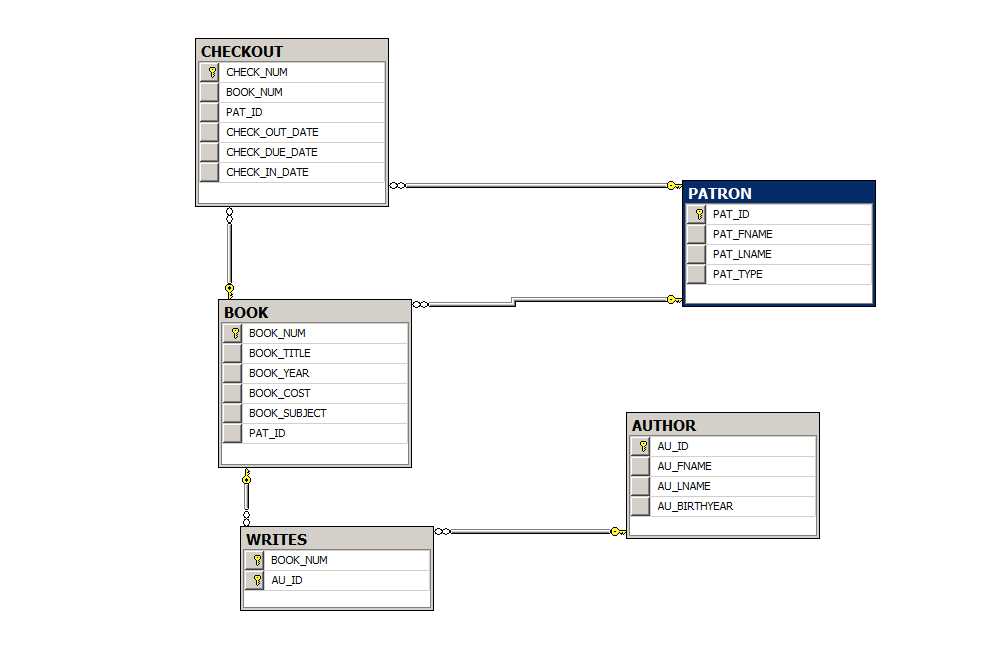 CHECKOUT
CHECK_NUM
BOOK_NUM
PAT_ID
CHECK_OUT_DATE
CHECK_DUE_DATE
CHECK_IN_DATE
PATRON
PAT_ID
PAT_FNAME
PAT_LNAME
PAT_TYPE
BOOK
BOOK_NUM
BOOK_TITLE
BOOK_YEAR
BOOK_COST
BOOK_SUBJECT
PAT_ID
AUTHOR
AU_ID
AU_FNAME
AU_LNAME
AU_BIRTHYEAR
WRITES
BOOK_NUM
AU_ID